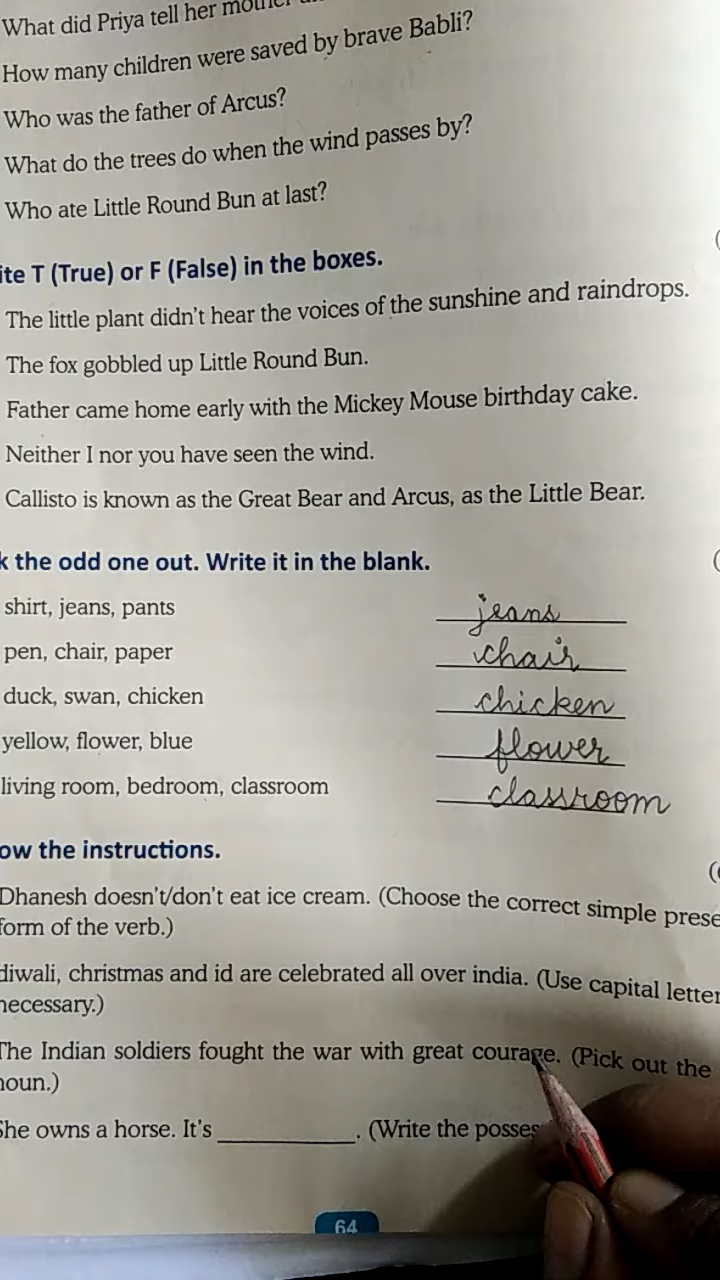 What did Priya tell her mother
How many children were saved by brave Babli?
Who was the father of Arcus?
What do the trees do when the wind passes by?
Who ate Little Round Bun at last?
ite T (True) or F (False) in the boxes.
The little plant didn't hear the voices of the sunshine and raindrops.
The fox gobbled up Little Round Bun.
Father came home early with the Mickey Mouse birthday cake.
Neither I nor you have seen the wind.
Callisto is known as the Great Bear and Arcus, as the Little Bear.
k the odd one out. Write it in the blank.
shirt, jeans, pants jeans
pen, chair, paper chair
duck, swan, chicken chicken
yellow, flower, blue flower
living room, bedroom, classroom classroom
ow the instructions.
Dhanesh doesn't/don't eat ice cream. (Choose the correct simple prese
form of the verb.)
diwali, christmas and id are celebrated all over india. (Use capital letter
necessary.)
The Indian soldiers fought the war with great courage. (Pick out the
noun.)
She owns a horse. It's ____________. (Write the posses
64